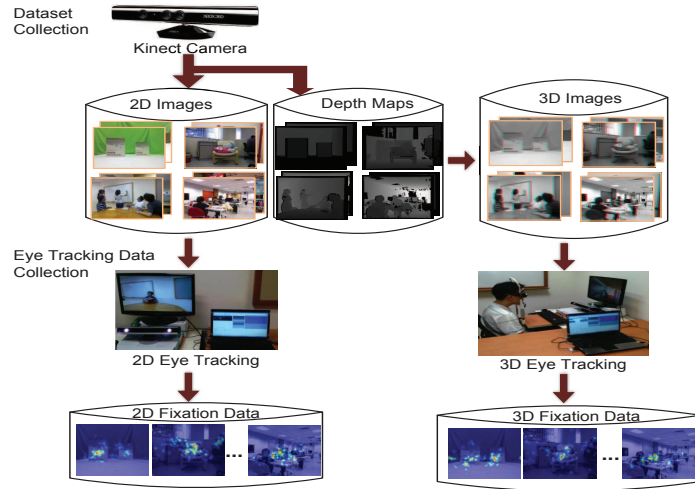 Dataset
Collection
Kinect Camera
2D Images
Depth Maps
3D Images
Eye Tracking Data
Collection
2D Eye Tracking
3D Eye Tracking
2D Fixation Data
3D Fixation Data
...
...